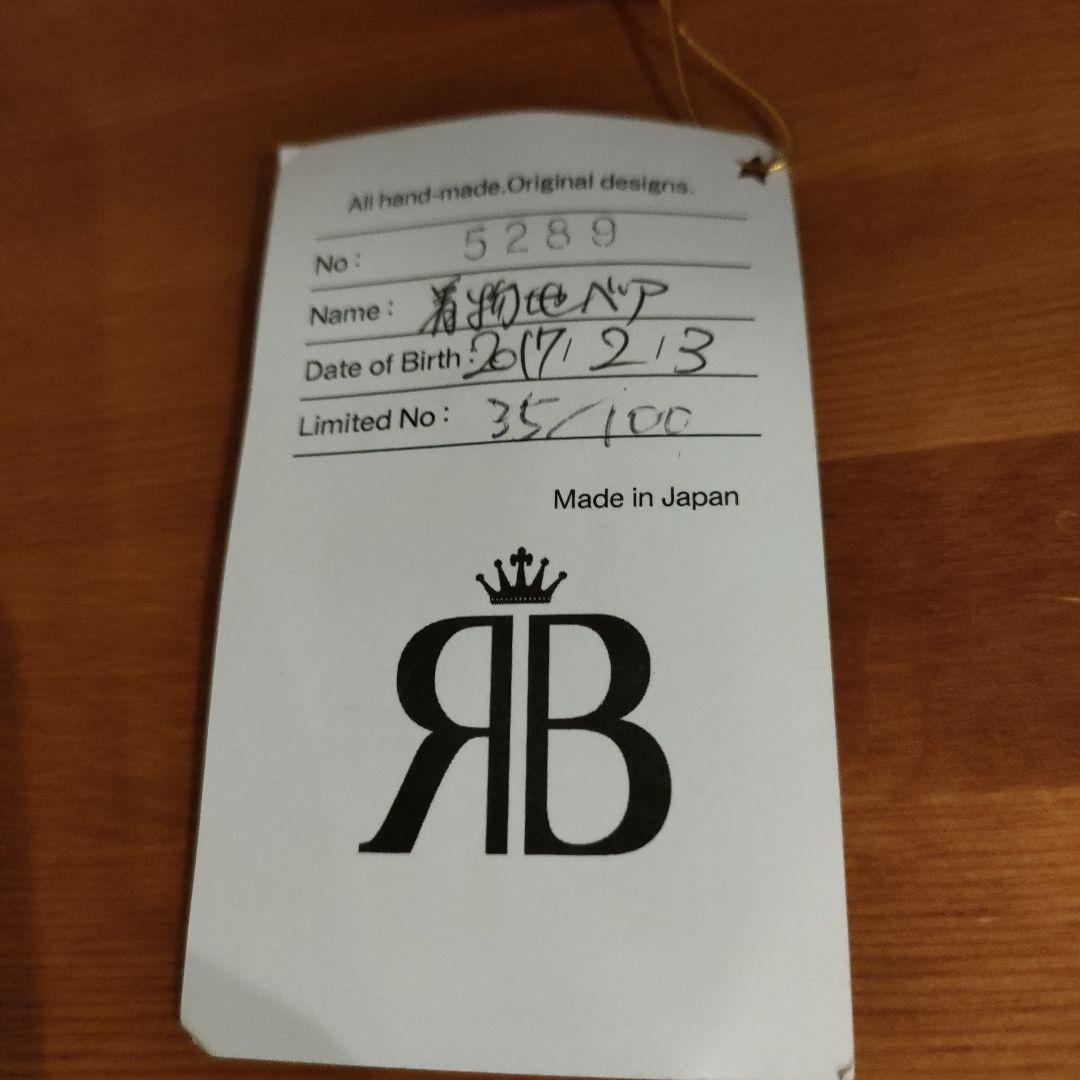 All hand-made.Original designs.
No: 5289
Name: 着物地ベア
Date of Birth: 2017/2/3
Limited No: 35/100
Made in Japan
RB